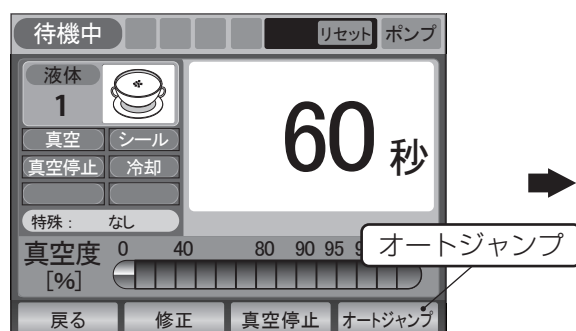 待機中 リセット ポンプ
液体
1
60 秒
真空 シール
真空停止 冷却
特殊： なし
オートジャンプ
真空度 0 40 80 90 95
[%]
戻る 修正 真空停止 オートジャンプ